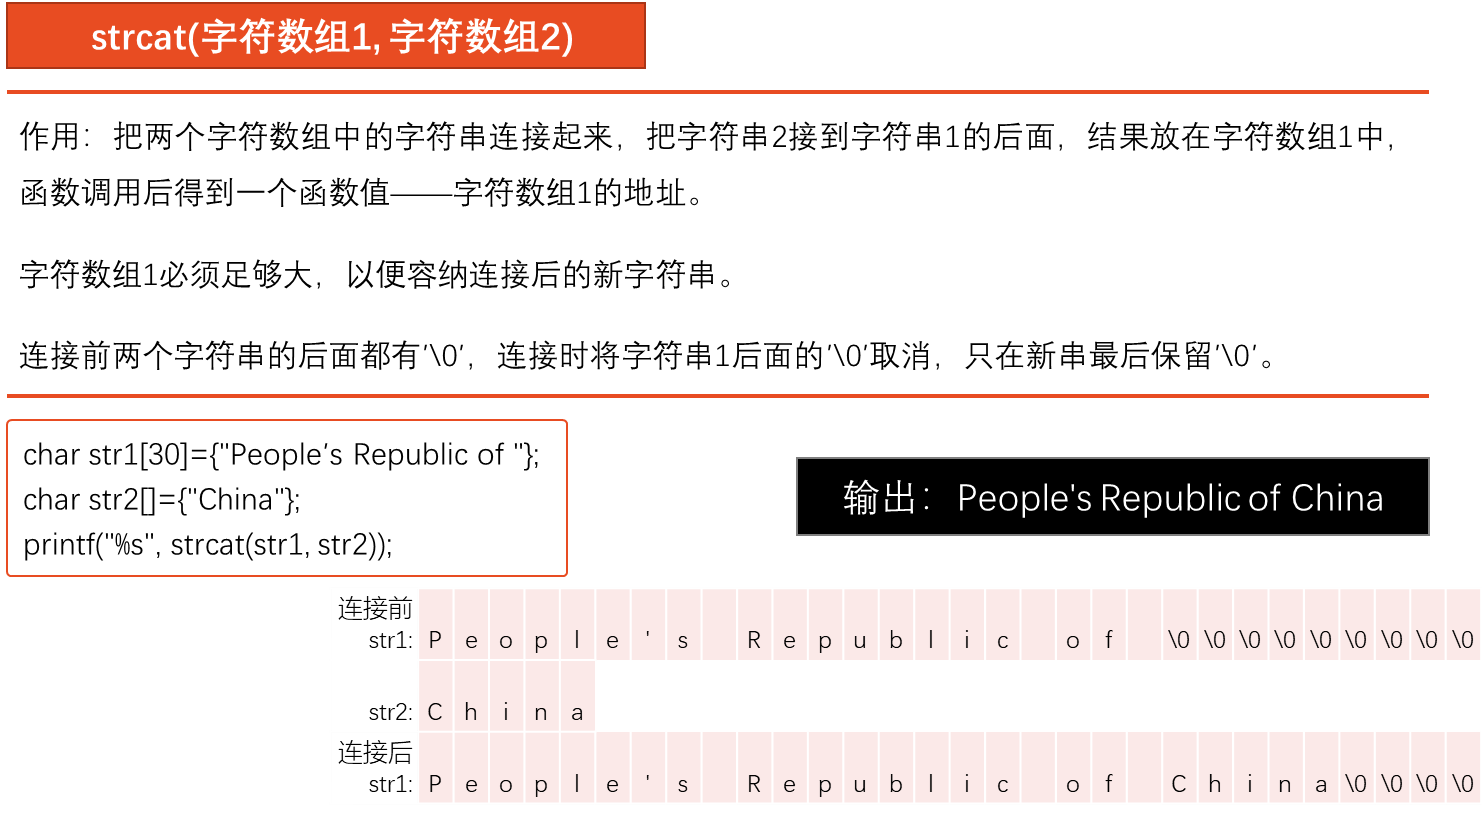 strcat(字符数组1, 字符数组2)
作用：把两个字符数组中的字符串连接起来，把字符串2接到字符串1的后面，结果放在字符数组1中，
函数调用后得到一个函数值——字符数组1的地址。
字符数组1必须足够大，以便容纳连接后的新字符串。
连接前两个字符串的后面都有′\0′，连接时将字符串1后面的′\0′取消，只在新串最后保留′\0′。
char str1[30]={"People′s Republic of "};
char str2[]={"China"};
printf("%s", strcat(str1, str2));
输出：People's Republic of China
连接前
str1: P e o p l e ' s R e p u b l i c o f \0 \0 \0 \0 \0 \0 \0 \0 \0
str2: C h i n a
连接后
str1: P e o p l e ' s R e p u b l i c o f C h i n a \0 \0 \0 \0